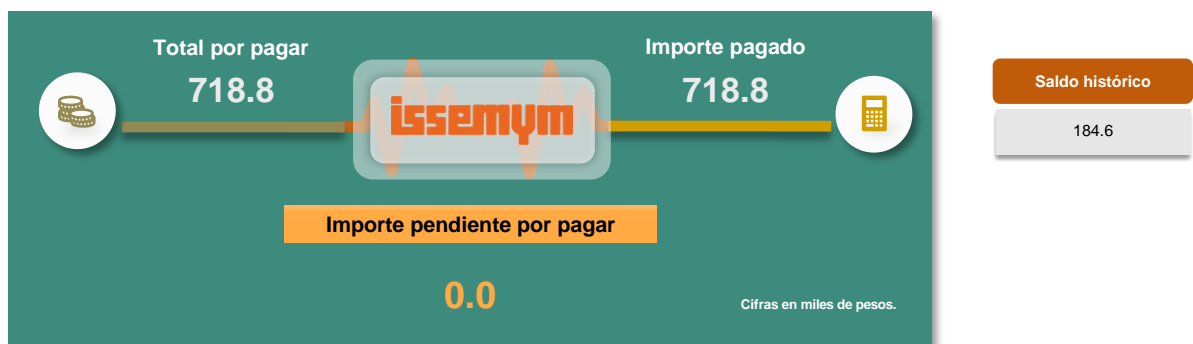 Total por pagar
718.8
issemym
Importe pagado
718.8
Importe pendiente por pagar
0.0
Cifras en miles de pesos.
Saldo histórico
184.6